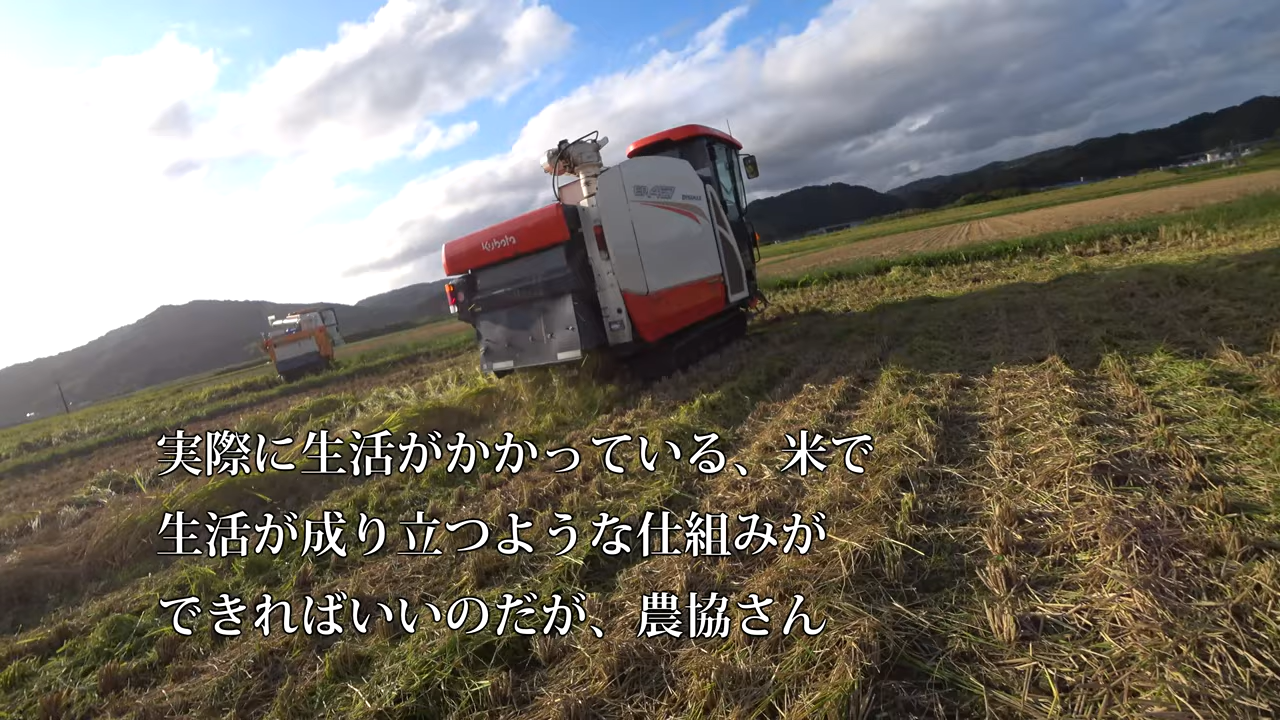 Kubota
実際に生活がかかっている、米で
生活が成り立つような仕組みが
できればいいのだが、農協さん